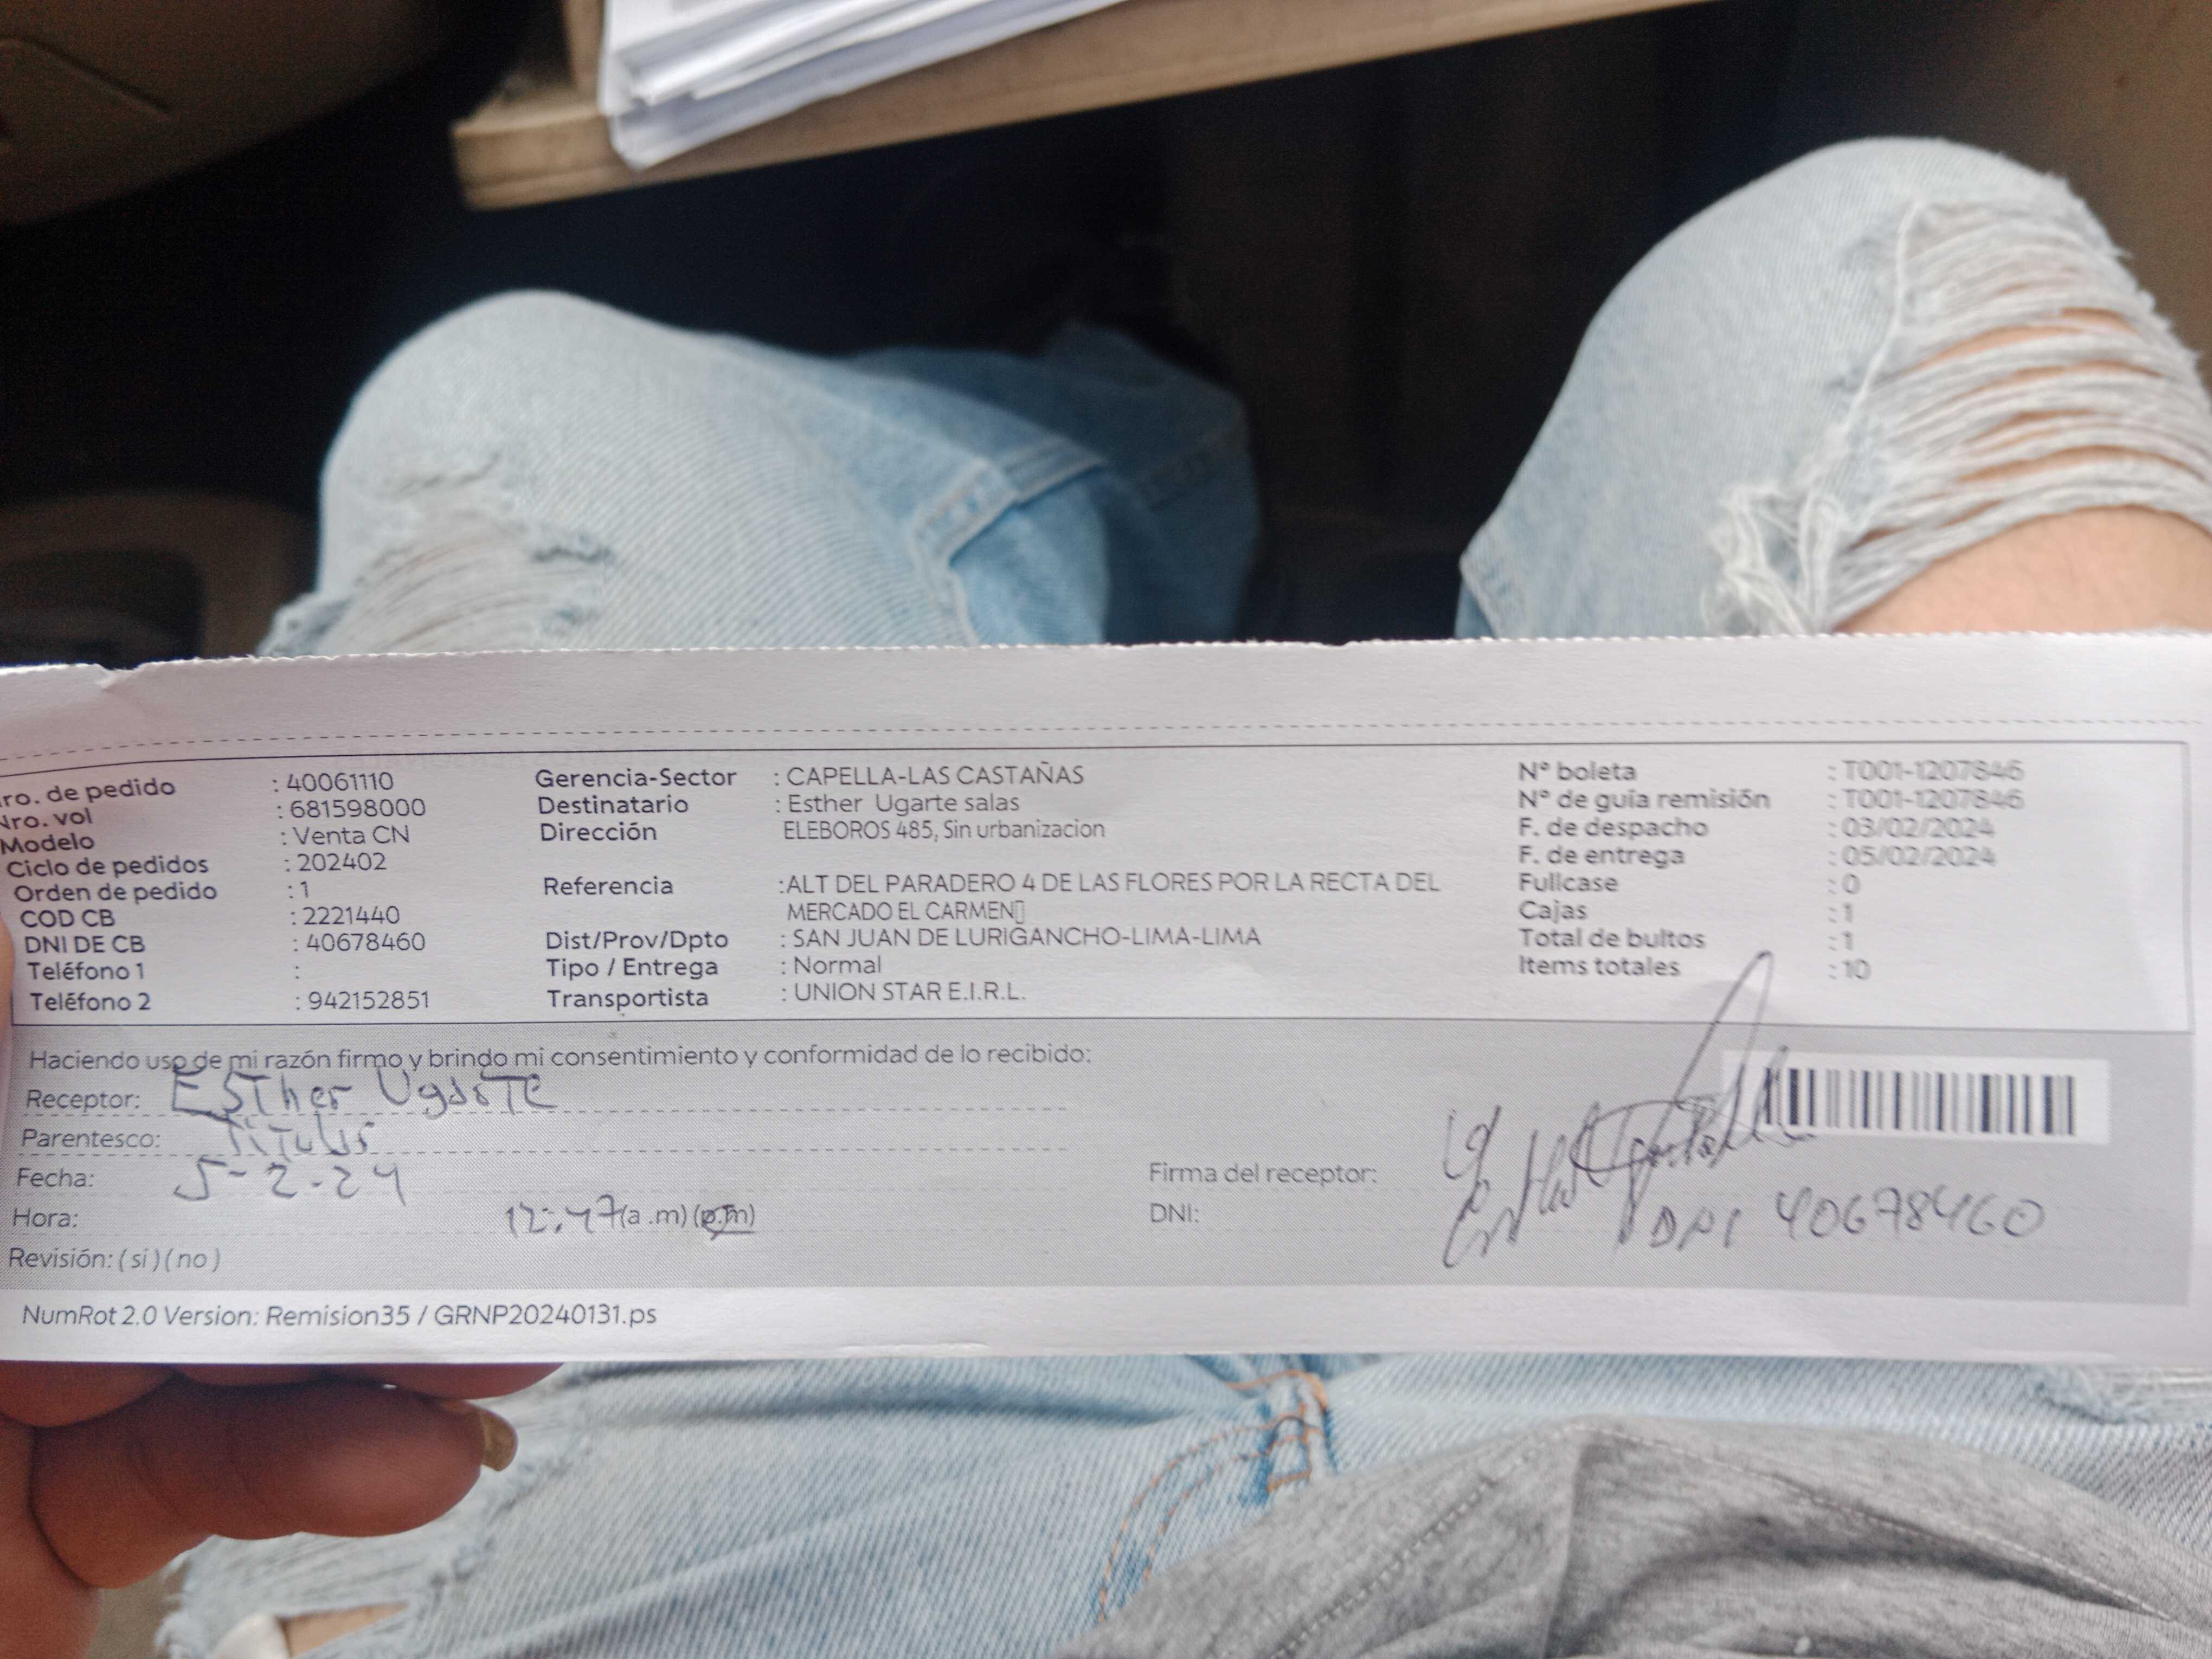 ro. de pedido : 40061110 Gerencia-Sector : CAPELLA-LAS CASTAÑAS N° boleta : T001-1207846
Nro. vol : 681598000 Destinatario : Esther Ugarte salas N° de guía remisión : T001-1207846
Modelo : Venta CN Dirección ELEBOROS 485, Sin urbanizacion F. de despacho : 03/02/2024
Ciclo de pedidos : 202402 F. de entrega : 05/02/2024
Orden de pedido : 1 Referencia :ALT DEL PARADERO 4 DE LAS FLORES POR LA RECTA DEL Fullcase : 0
COD CB : 2221440 MERCADO EL CARMEN Cajas : 1
DNI DE CB : 40678460 Dist/Prov/Dpto : SAN JUAN DE LURIGANCHO-LIMA-LIMA Total de bultos : 1
Teléfono 1 : Tipo / Entrega : Normal Items totales : 10
Teléfono 2 : 942152851 Transportista : UNION STAR E.I.R.L.
Haciendo uso de mi razón firmo y brindo mi consentimiento y conformidad de lo recibido:
Receptor: Esther Ugarte
Parentesco: Titular
Fecha: 5-2-24 Firma del receptor:
Hora: 12:47 (a .m) (p.m) DNI: DNI 40678460
Revisión: ( si ) ( no )
NumRot 2.0 Version: Remision35 / GRNP20240131.ps